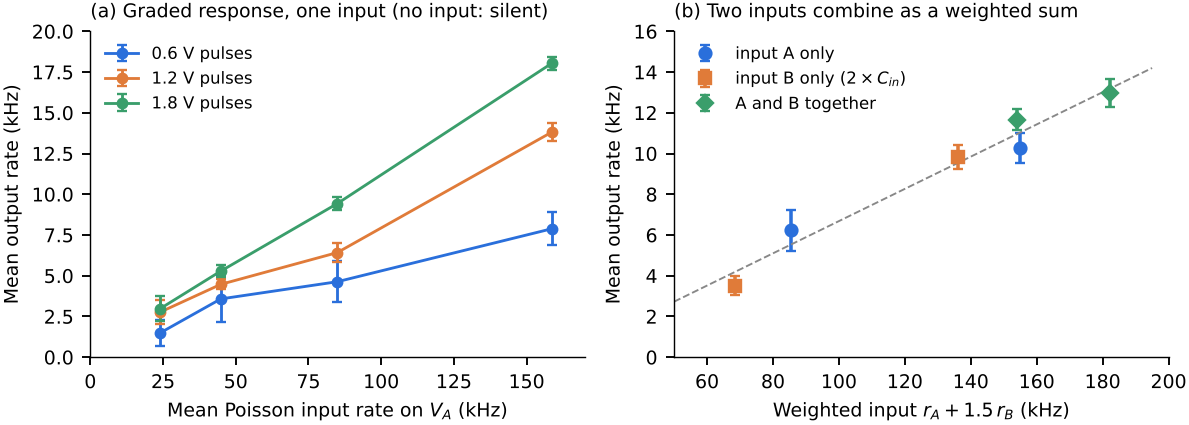 (a) Graded response, one input (no input: silent)
20.0
17.5
15.0
12.5
10.0
7.5
5.0
2.5
0.0
Mean output rate (kHz)
0.6 V pulses
1.2 V pulses
1.8 V pulses
0 25 50 75 100 125 150
Mean Poisson input rate on V_A (kHz)
(b) Two inputs combine as a weighted sum
16
14
12
10
8
6
4
2
0
Mean output rate (kHz)
input A only
input B only (2 × C_in)
A and B together
60 80 100 120 140 160 180 200
Weighted input r_A + 1.5 r_B (kHz)